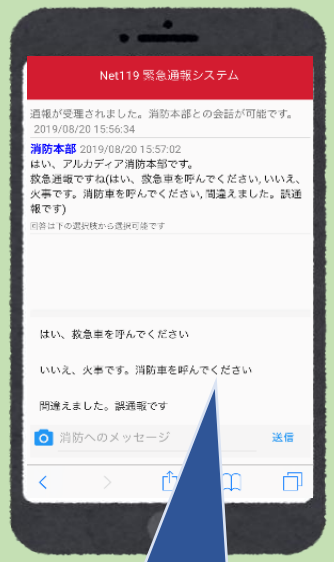 Net119 緊急通報システム
通報が受理されました。消防本部との会話が可能です。
2019/08/20 15:56:34
消防本部 2019/08/20 15:57:02
はい、アルカディア消防本部です。
救急通報ですね(はい、救急車を呼んでください, いいえ、
火事です。消防車を呼んでください, 間違えました。誤通
報です)
回答は下の選択肢から選択可能です
はい、救急車を呼んでください
いいえ、火事です。消防車を呼んでください
間違えました。誤通報です
消防へのメッセージ
送信